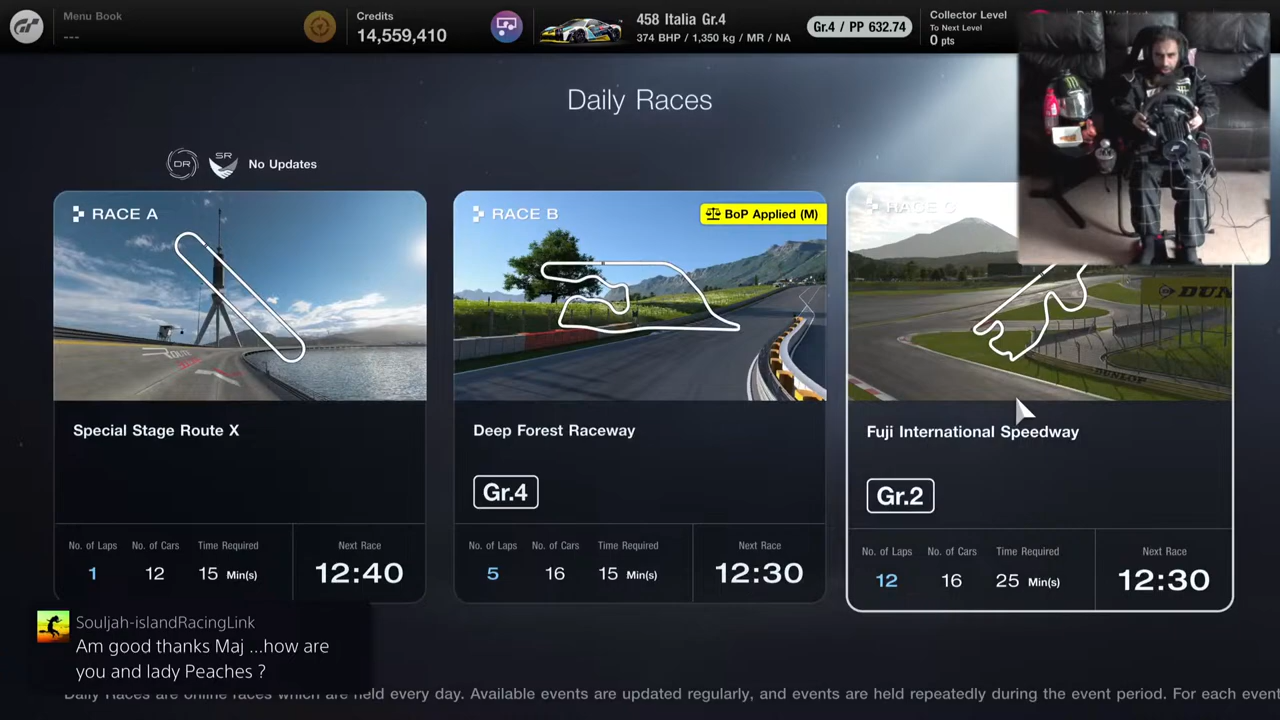 Menu Book
---
Credits
14,559,410
458 Italia Gr.4
374 BHP / 1,350 kg / MR / NA
Gr.4 / PP 632.74
Collector Level
To Next Level
0 pts
Daily Races
DR
SR
No Updates
RACE A
Special Stage Route X
No. of Laps
No. of Cars
Time Required
Next Race
1
12
15 Min(s)
12:40
RACE B
BoP Applied (M)
Deep Forest Raceway
Gr.4
No. of Laps
No. of Cars
Time Required
Next Race
5
16
15 Min(s)
12:30
RACE C
DUN
DUNLOP
Fuji International Speedway
Gr.2
No. of Laps
No. of Cars
Time Required
Next Race
12
16
25 Min(s)
12:30
Souljah-islandRacingLink
Am good thanks Maj ...how are
you and lady Peaches ?
Daily Races are online races which are held every day. Available events are updated regularly, and events are held repeatedly during the event period. For each event